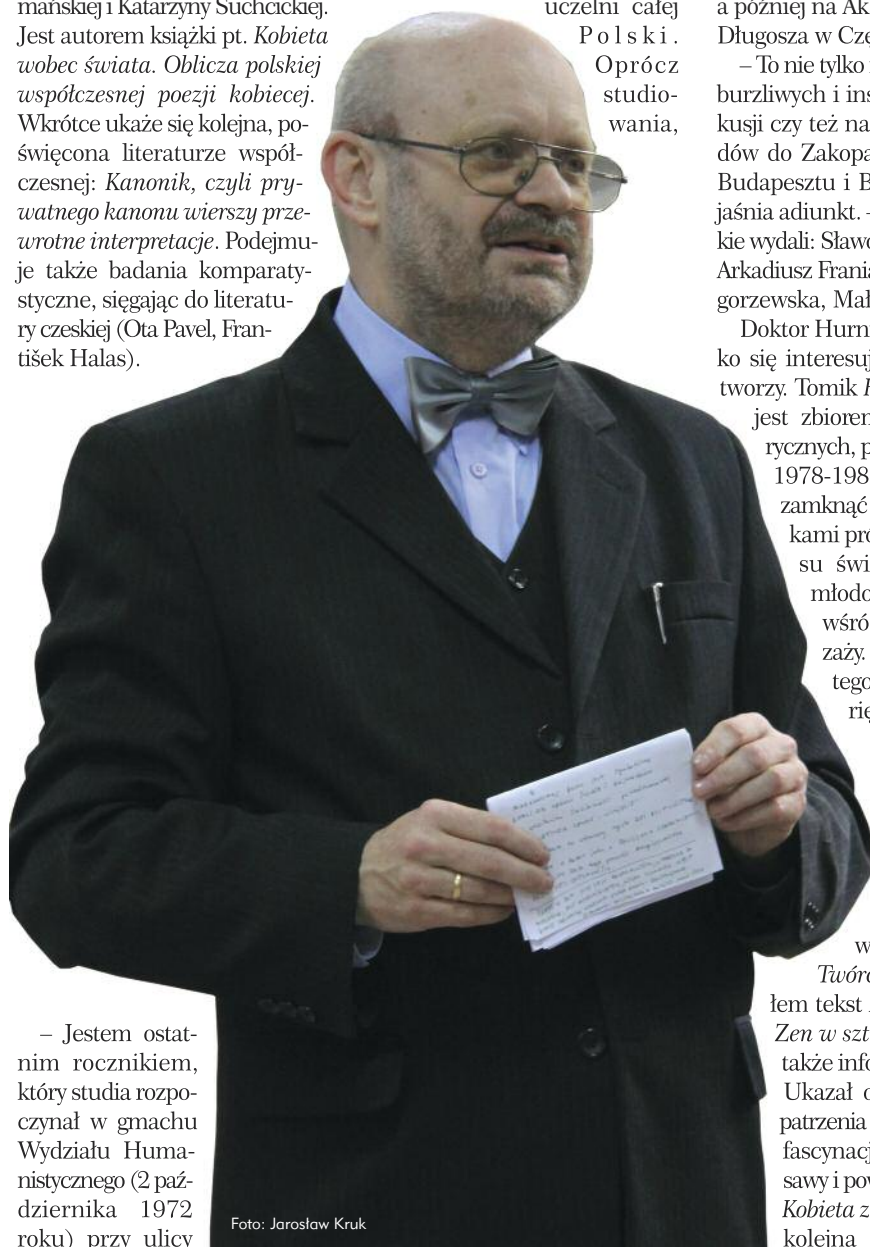 mańskiej i Katarzyny Suchcickiej.
Jest autorem książki pt. Kobieta
wobec świata. Oblicza polskiej
współczesnej poezji kobiecej.
Wkrótce ukaże się kolejna, po-
święcona literaturze współ-
czesnej: Kanonik, czyli pry-
watnego kanonu wierszy prze-
wrotne interpretacje. Podejmu-
je także badania komparaty-
styczne, sięgając do literatu-
ry czeskiej (Ota Pavel, Fran-
tišek Halas).
– Jestem ostat-
nim rocznikiem,
który studia rozpo-
czynał w gmachu
Wydziału Huma-
nistycznego (2 paź-
dziernika 1972
roku) przy ulicy
uczelni całej
Polski.
Oprócz
studio-
wania,
a później na Ak
Długosza w Czę
– To nie tylko
burzliwych i ins
kusji czy też na
dów do Zakopa
Budapesztu i B
jaśnia adiunkt. –
kie wydali: Sławo
Arkadiusz Frania
gorzewska, Mał
Doktor Hurn
ko się interesuj
tworzy. Tomik
jest zbiorem
rycznych, p
1978-198
zamknąć
kami pró
su świ
młodo
wśró
zaży.
tego
rię
w
Twórc
łem tekst
Zen w szt
także info
Ukazał o
patrzenia
fascynacj
sawy i pow
Kobieta z
kolejna
Foto: Jarosław Kruk